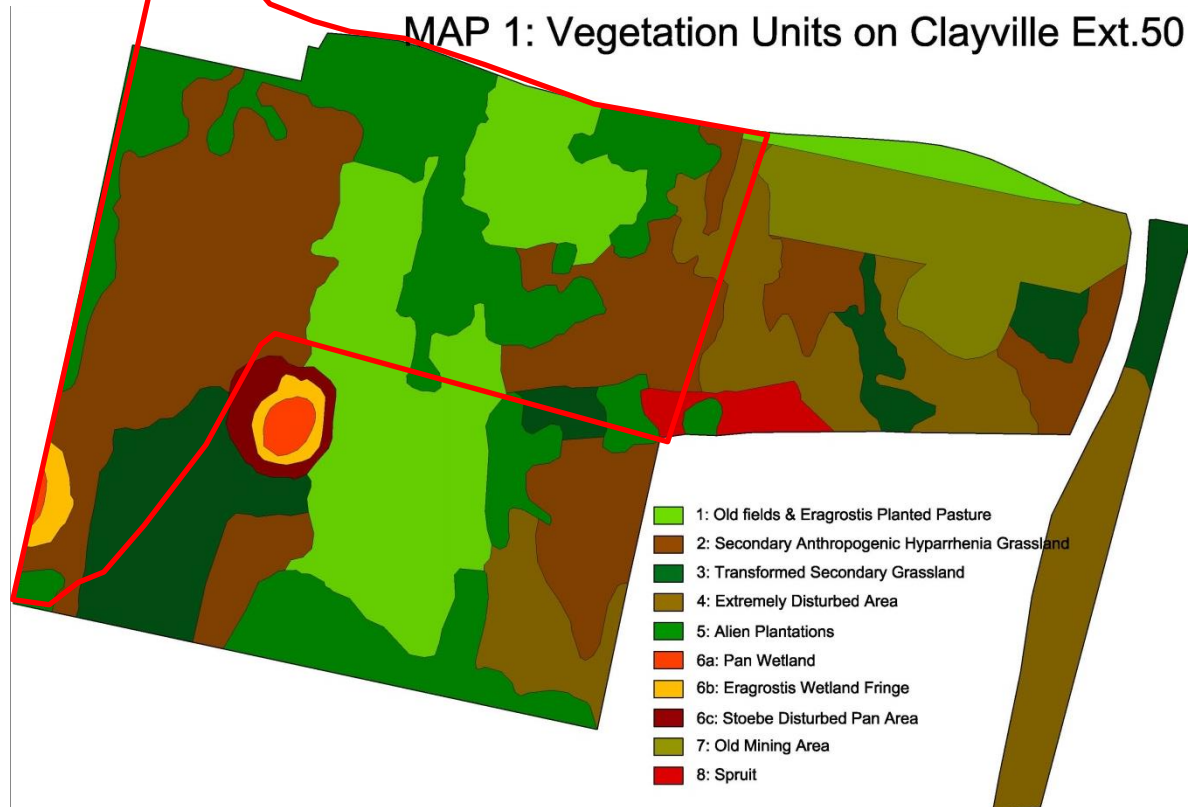 MAP 1: Vegetation Units on Clayville Ext.50
1: Old fields & Eragrostis Planted Pasture
2: Secondary Anthropogenic Hyparrhenia Grassland
3: Transformed Secondary Grassland
4: Extremely Disturbed Area
5: Alien Plantations
6a: Pan Wetland
6b: Eragrostis Wetland Fringe
6c: Stoebe Disturbed Pan Area
7: Old Mining Area
8: Spruit